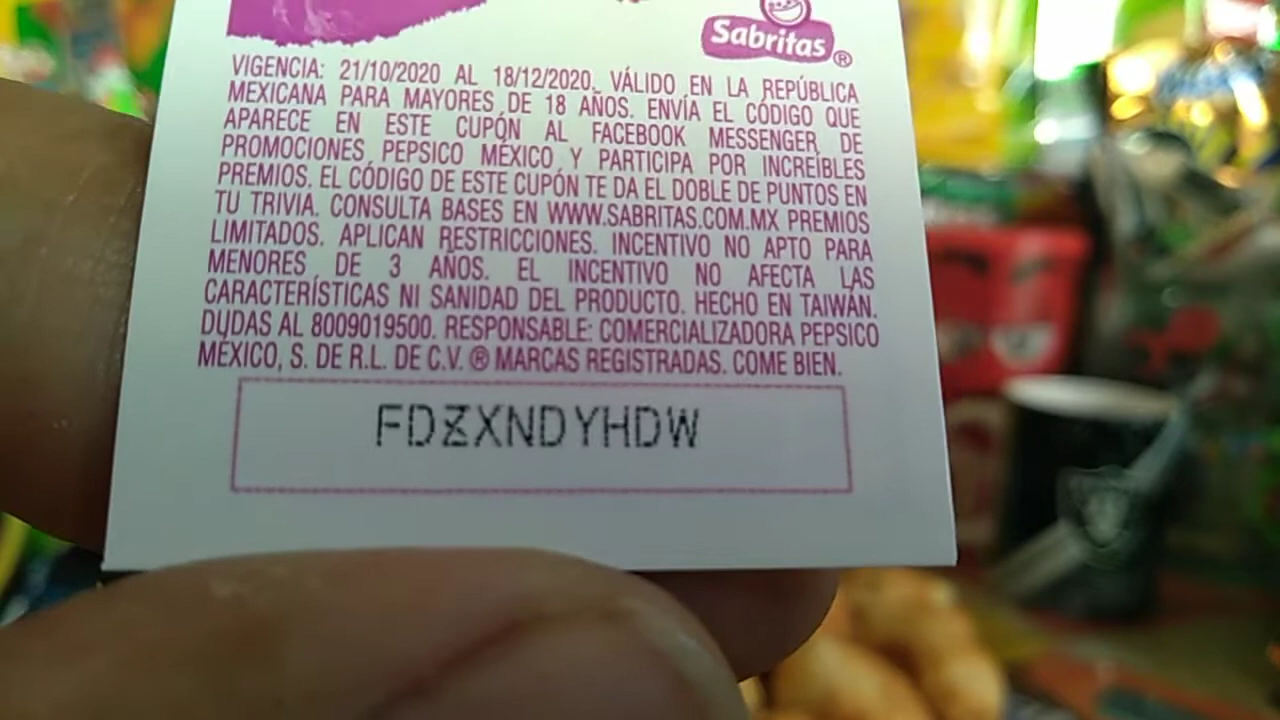 Sabritas®
VIGENCIA: 21/10/2020 AL 18/12/2020. VÁLIDO EN LA REPÚBLICA
MEXICANA PARA MAYORES DE 18 AÑOS. ENVÍA EL CÓDIGO QUE
APARECE EN ESTE CUPÓN AL FACEBOOK MESSENGER DE
PROMOCIONES PEPSICO MÉXICO Y PARTICIPA POR INCREÍBLES
PREMIOS. EL CÓDIGO DE ESTE CUPÓN TE DA EL DOBLE DE PUNTOS EN
TU TRIVIA. CONSULTA BASES EN WWW.SABRITAS.COM.MX PREMIOS
LIMITADOS. APLICAN RESTRICCIONES. INCENTIVO NO APTO PARA
MENORES DE 3 AÑOS. EL INCENTIVO NO AFECTA LAS
CARACTERÍSTICAS NI SANIDAD DEL PRODUCTO. HECHO EN TAIWÁN.
DUDAS AL 8009019500. RESPONSABLE: COMERCIALIZADORA PEPSICO
MÉXICO, S. DE R.L. DE C.V. ® MARCAS REGISTRADAS. COME BIEN.
FDZXNDYHDW